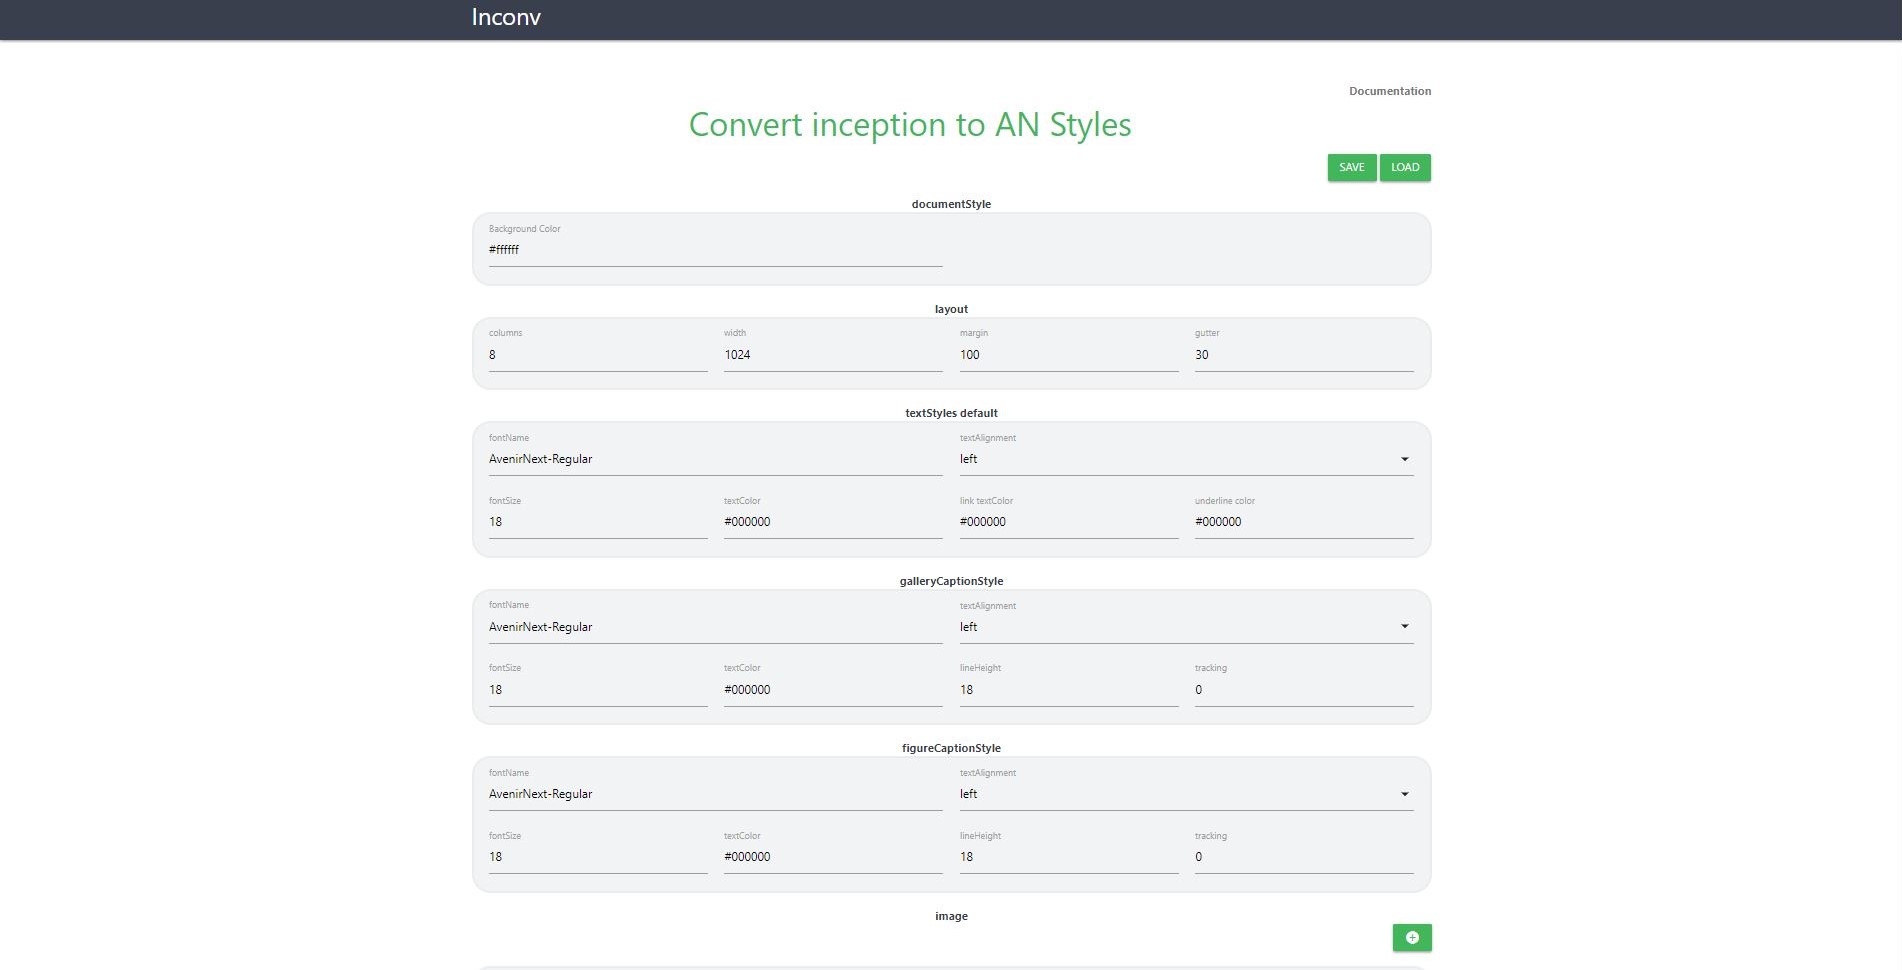 Inconv
Documentation
Convert inception to AN Styles
SAVE LOAD
documentStyle
Background Color
#ffffff
layout
columns width margin gutter
8 1024 100 30
textStyles default
fontName textAlignment
AvenirNext-Regular left
fontSize textColor link textColor underline color
18 #000000 #000000 #000000
galleryCaptionStyle
fontName textAlignment
AvenirNext-Regular left
fontSize textColor lineHeight tracking
18 #000000 18 0
figureCaptionStyle
fontName textAlignment
AvenirNext-Regular left
fontSize textColor lineHeight tracking
18 #000000 18 0
image